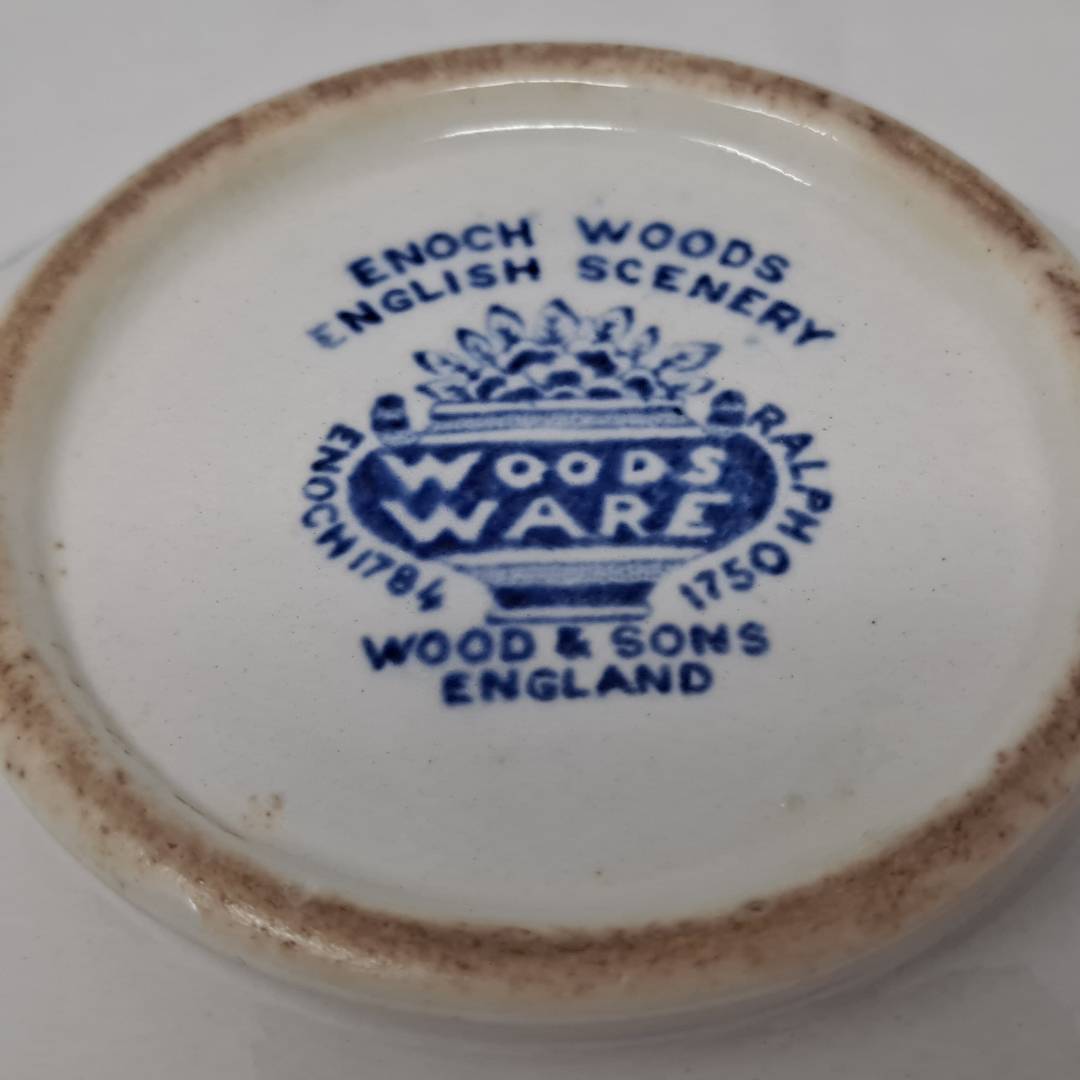 ENOCH WOODS
ENGLISH SCENERY
ENOCH 1784
RALPH 1750
WOODS
WARE
WOOD & SONS
ENGLAND